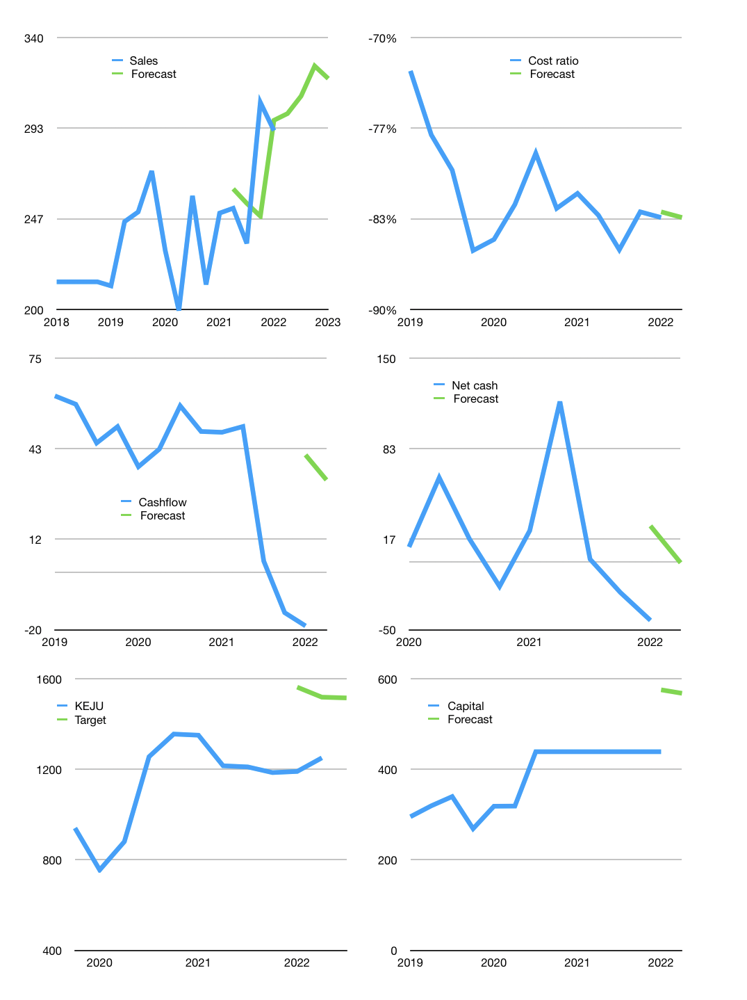 340
Sales
Forecast
293
247
200
2018 2019 2020 2021 2022 2023
-70%
Cost ratio
Forecast
-77%
-83%
-90%
2019 2020 2021 2022
75
43
Cashflow
Forecast
12
-20
2019 2020 2021 2022
150
Net cash
Forecast
83
17
-50
2020 2021 2022
1600
KEJU
Target
1200
800
400
2020 2021 2022
600
Capital
Forecast
400
200
0
2019 2020 2021 2022